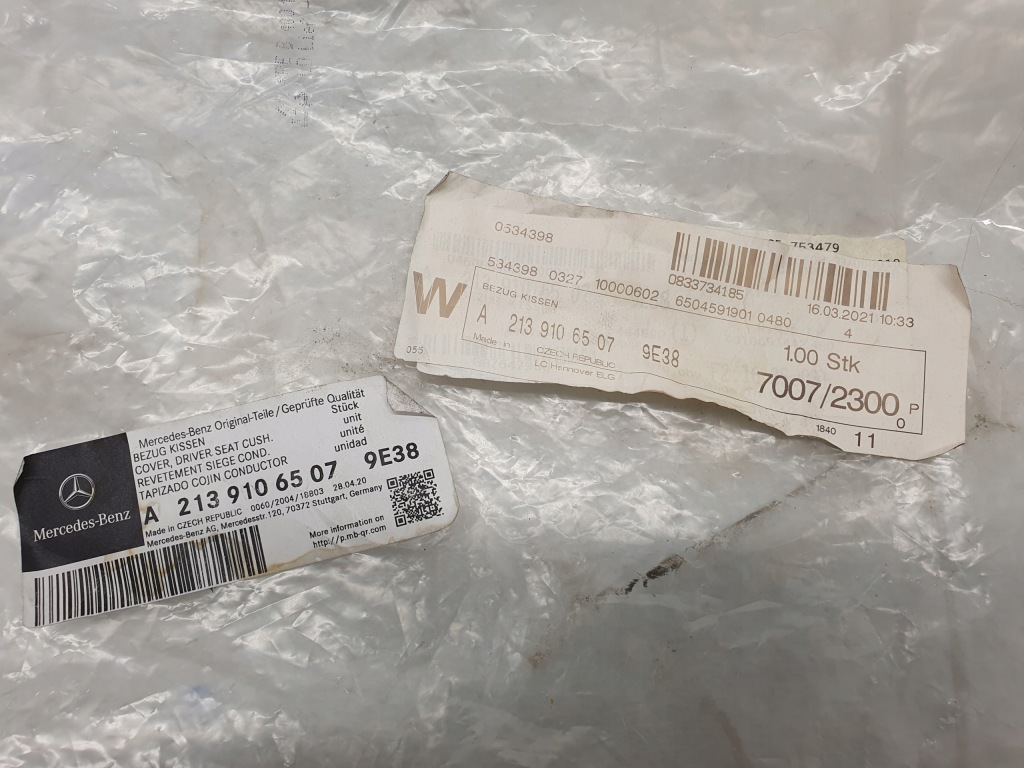 0534398
753479
534398 0327 10000602 6504591901 0480
0833734185
16.03.2021 10:33
4
W
BEZUG KISSEN
A 213 910 65 07 9E38
1.00 Stk
Made in CZECH REPUBLIC
LC Hannover ELG
7007/2300 P
0
055
1840 11
Mercedes-Benz Original-Teile/Geprüfte Qualität
BEZUG KISSEN Stück
COVER, DRIVER SEAT CUSH. unit
REVETEMENT SIEGE COND. unité
TAPIZADO COJIN CONDUCTOR unidad
A 213 910 65 07 9E38
Made in CZECH REPUBLIC 0060/2004/16803 28.04.20
Mercedes-Benz AG, Mercedesstr.120, 70372 Stuttgart, Germany
More information on
http://p.mb-qr.com
Mercedes-Benz